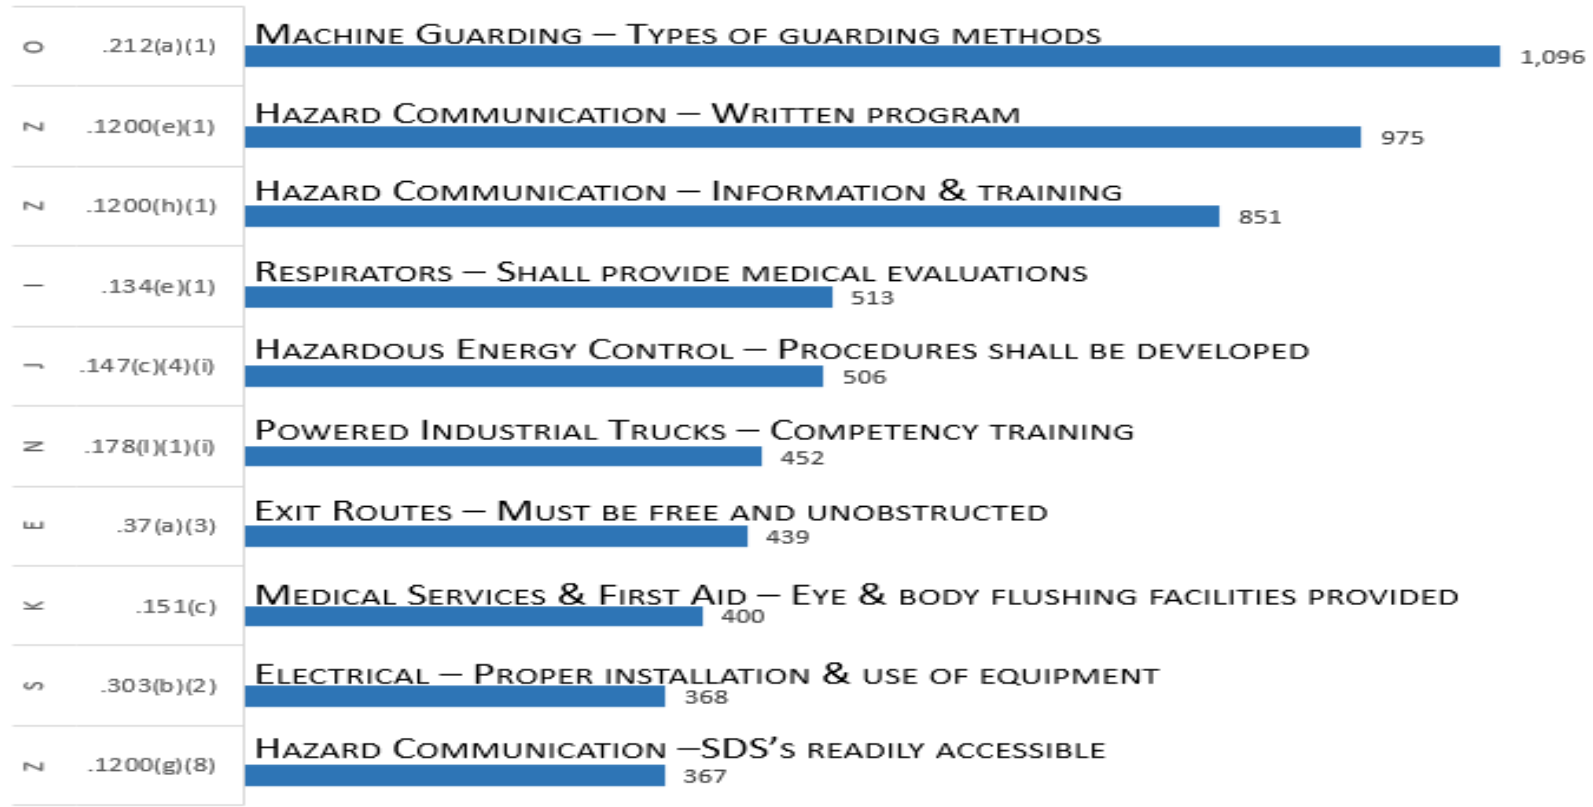 O .212(a)(1) MACHINE GUARDING – TYPES OF GUARDING METHODS 1,096
Z .1200(e)(1) HAZARD COMMUNICATION – WRITTEN PROGRAM 975
Z .1200(h)(1) HAZARD COMMUNICATION – INFORMATION & TRAINING 851
I .134(e)(1) RESPIRATORS – SHALL PROVIDE MEDICAL EVALUATIONS 513
J .147(c)(4)(i) HAZARDOUS ENERGY CONTROL – PROCEDURES SHALL BE DEVELOPED 506
N .178(l)(1)(i) POWERED INDUSTRIAL TRUCKS – COMPETENCY TRAINING 452
E .37(a)(3) EXIT ROUTES – MUST BE FREE AND UNOBSTRUCTED 439
K .151(c) MEDICAL SERVICES & FIRST AID – EYE & BODY FLUSHING FACILITIES PROVIDED 400
S .303(b)(2) ELECTRICAL – PROPER INSTALLATION & USE OF EQUIPMENT 368
Z .1200(g)(8) HAZARD COMMUNICATION –SDS'S READILY ACCESSIBLE 367